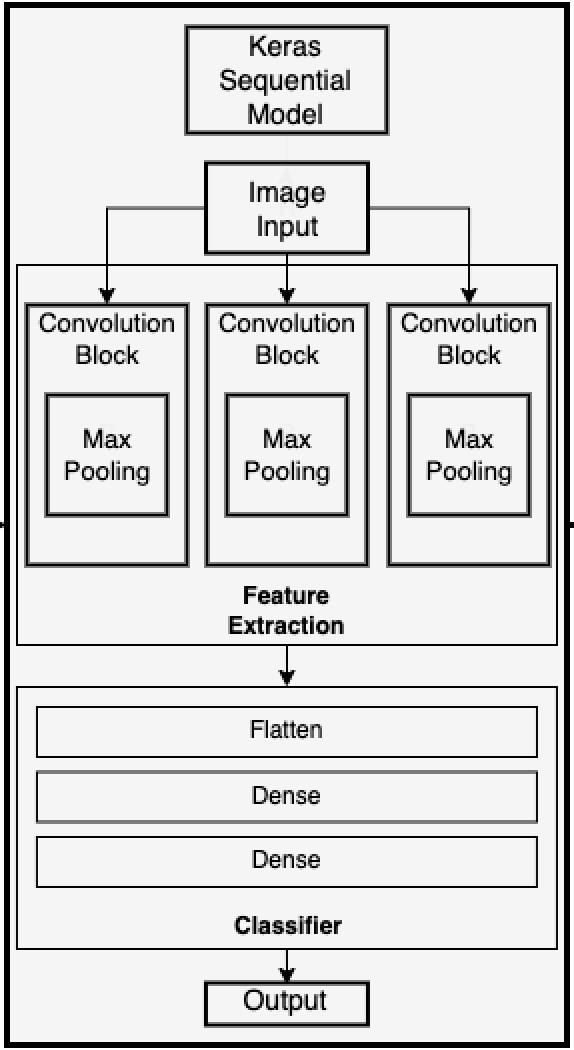 Keras
Sequential
Model
Image
Input
Convolution
Block
Max
Pooling
Convolution
Block
Max
Pooling
Convolution
Block
Max
Pooling
Feature
Extraction
Flatten
Dense
Dense
Classifier
Output